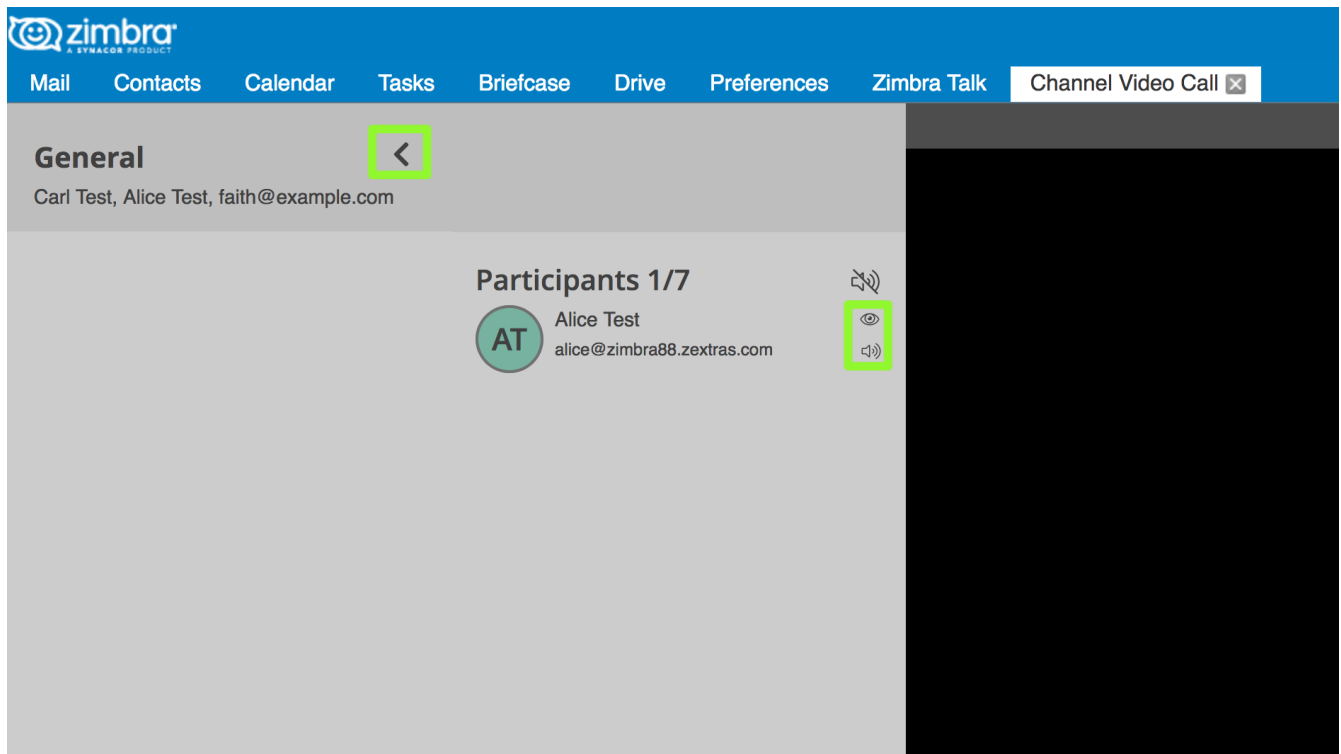 zimbra
A SYNACOR PRODUCT
Mail Contacts Calendar Tasks Briefcase Drive Preferences Zimbra Talk Channel Video Call
General
Carl Test, Alice Test, faith@example.com
Participants 1/7
AT
Alice Test
alice@zimbra88.zextras.com